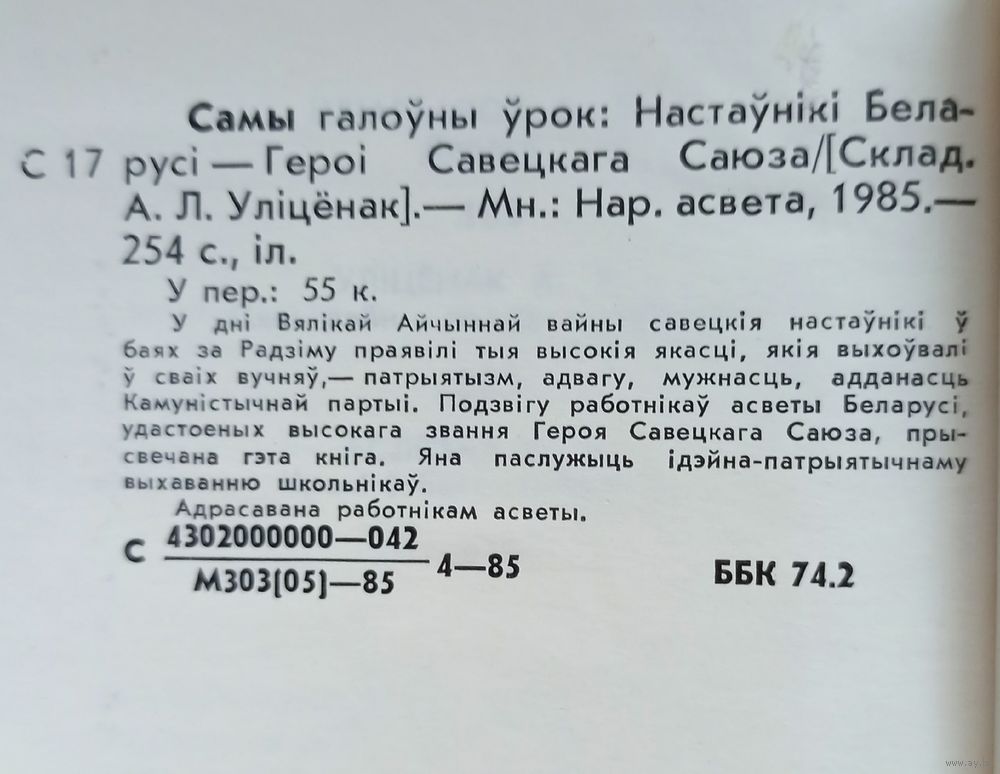 Самы галоўны ўрок: Настаўнікі Бела-
С 17 русі — Героі Савецкага Саюза/[Склад.
А. Л. Уліцёнак].— Мн.: Нар. асвета, 1985.—
254 с., іл.
У пер.: 55 к.
У дні Вялікай Айчыннай вайны савецкія настаўнікі ў
баях за Радзіму праявілі тыя высокія якасці, якія выхоўвалі
ў сваіх вучняў,— патрыятызм, адвагу, мужнасць, адданасць
Камуністычнай партыі. Подзвігу работнікаў асветы Беларусі,
удастоеных высокага звання Героя Савецкага Саюза, пры-
свечана гэта кніга. Яна паслужыць ідэйна-патрыятычнаму
выхаванню школьнікаў.
Адрасавана работнікам асветы.
С 4302000000—042
М303(05)—85 4—85
ББК 74.2